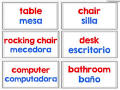 table
mesa
chair
silla
rocking chair
mecedora
desk
escritorio
computer
computadora
bathroom
baño